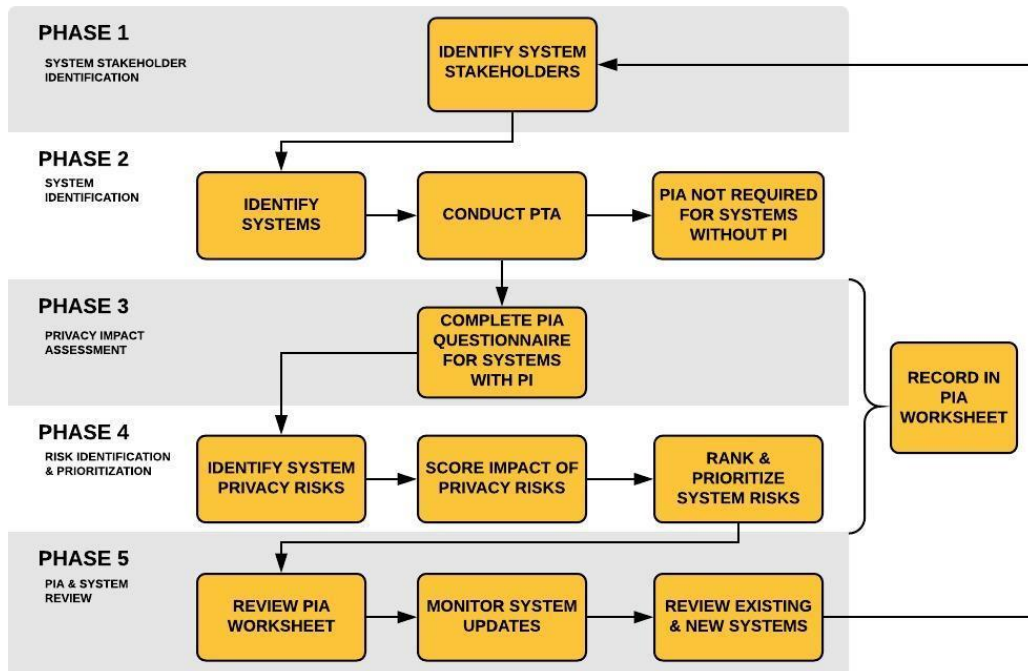 PHASE 1
SYSTEM STAKEHOLDER
IDENTIFICATION
IDENTIFY SYSTEM
STAKEHOLDERS
PHASE 2
SYSTEM
IDENTIFICATION
IDENTIFY
SYSTEMS
CONDUCT PTA
PIA NOT REQUIRED
FOR SYSTEMS
WITHOUT PI
PHASE 3
PRIVACY IMPACT
ASSESSMENT
COMPLETE PIA
QUESTIONNAIRE
FOR SYSTEMS
WITH PI
RECORD IN
PIA
WORKSHEET
PHASE 4
RISK IDENTIFICATION
& PRIORITIZATION
IDENTIFY SYSTEM
PRIVACY RISKS
SCORE IMPACT OF
PRIVACY RISKS
RANK &
PRIORITIZE
SYSTEM RISKS
PHASE 5
PIA & SYSTEM
REVIEW
REVIEW PIA
WORKSHEET
MONITOR SYSTEM
UPDATES
REVIEW EXISTING
& NEW SYSTEMS